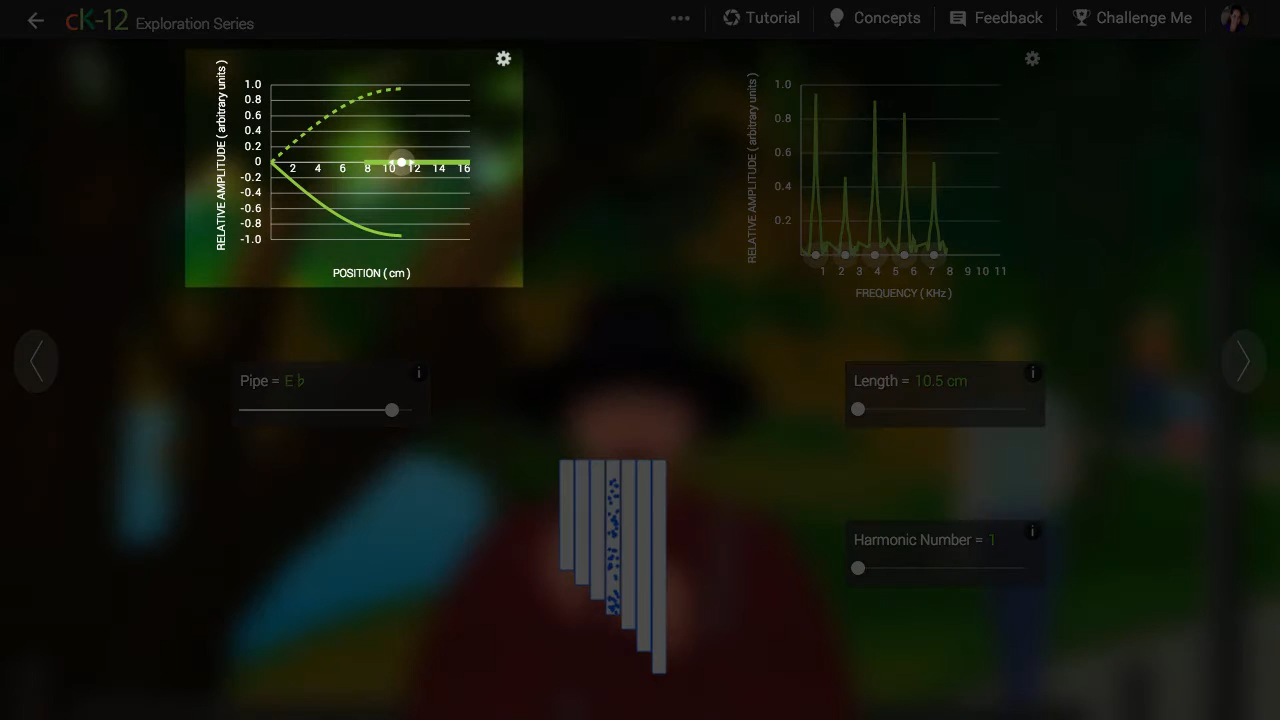 cK-12 Exploration Series
Tutorial
Concepts
Feedback
Challenge Me
RELATIVE AMPLITUDE ( arbitrary units )
1.0
0.8
0.6
0.4
0.2
0
-0.2
-0.4
-0.6
-0.8
-1.0
2 4 6 8 10 12 14 16
POSITION ( cm )
RELATIVE AMPLITUDE ( arbitrary units )
1.0
0.8
0.6
0.4
0.2
1 2 3 4 5 6 7 8 9 10 11
FREQUENCY ( KHz )
Pipe = E♭
i
Length = 10.5 cm
i
Harmonic Number = 1
i